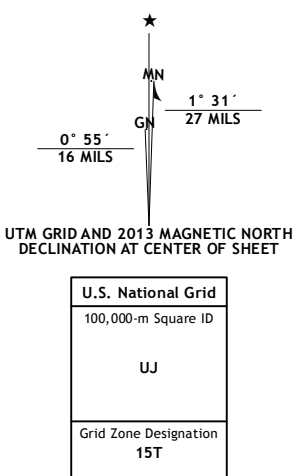 ★
MN
1° 31´
27 MILS
GN
0° 55´
16 MILS
UTM GRID AND 2013 MAGNETIC NORTH
DECLINATION AT CENTER OF SHEET
U.S. National Grid
100,000-m Square ID
UJ
Grid Zone Designation
15T